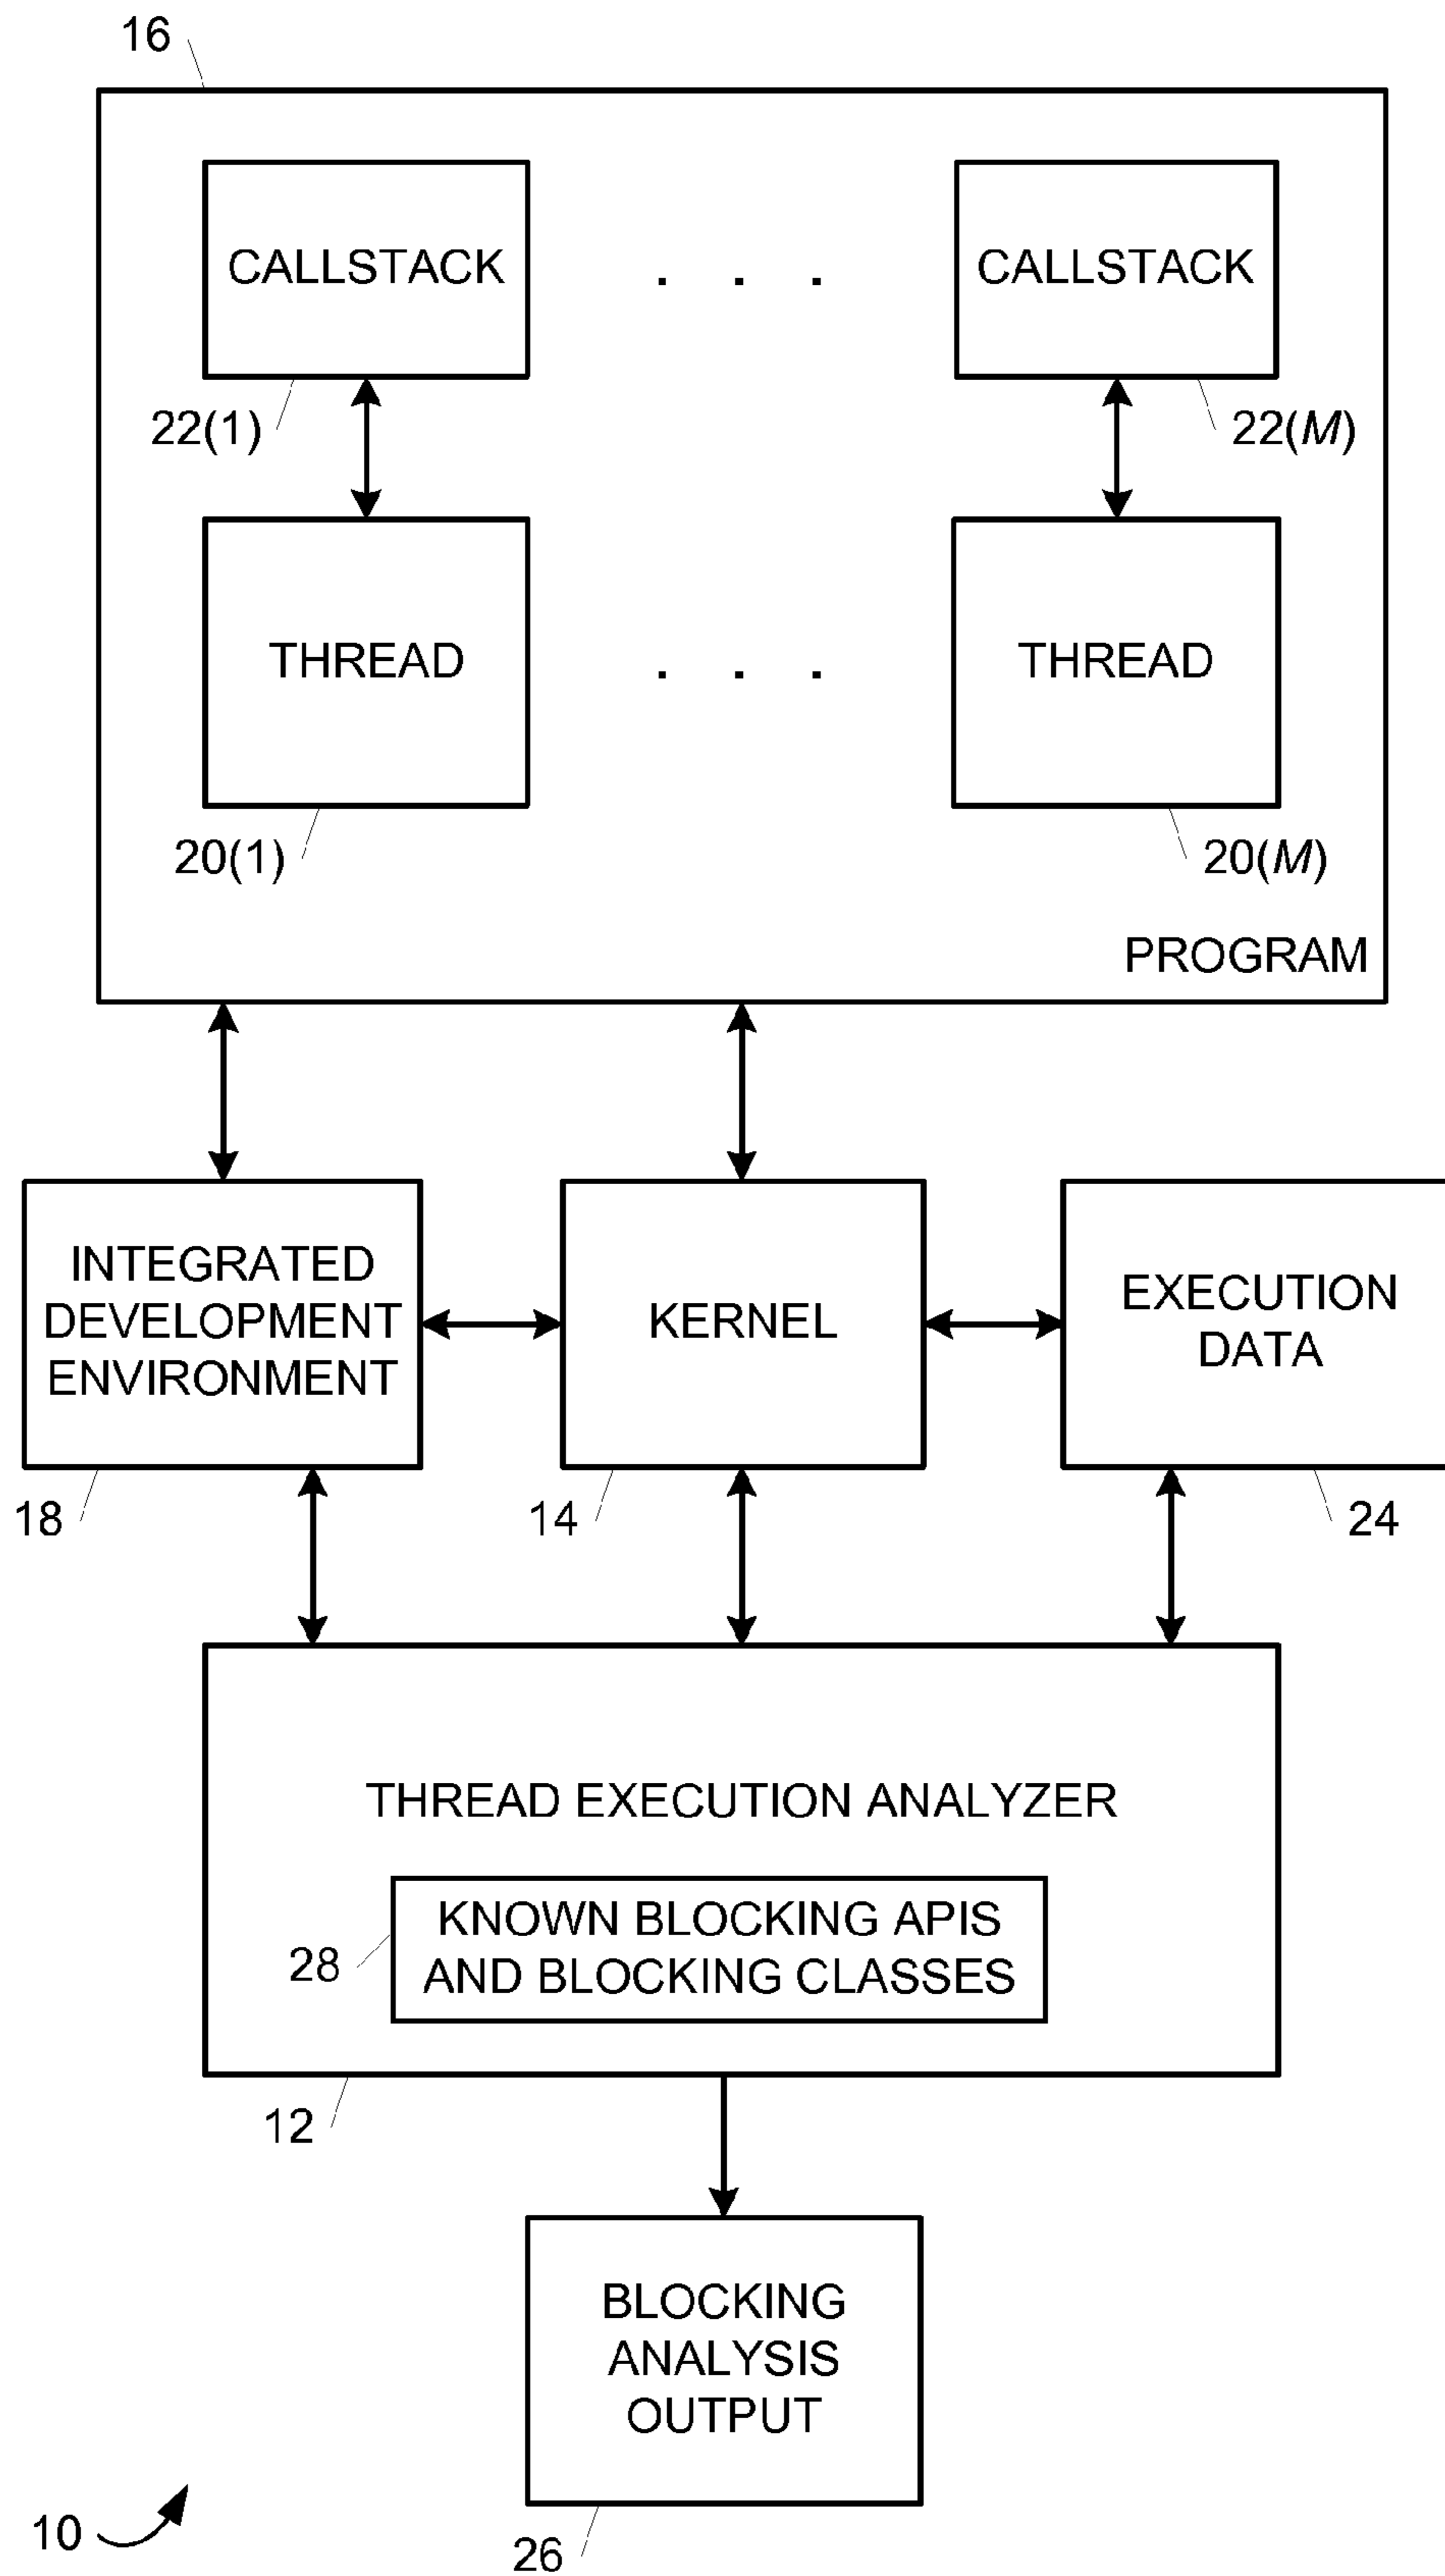 16
CALLSTACK
. . .
CALLSTACK
22(1)
22(M)
THREAD
. . .
THREAD
20(1)
20(M)
PROGRAM
INTEGRATED
DEVELOPMENT
ENVIRONMENT
KERNEL
EXECUTION
DATA
18
14
24
THREAD EXECUTION ANALYZER
KNOWN BLOCKING APIS
AND BLOCKING CLASSES
28
12
BLOCKING
ANALYSIS
OUTPUT
10
26